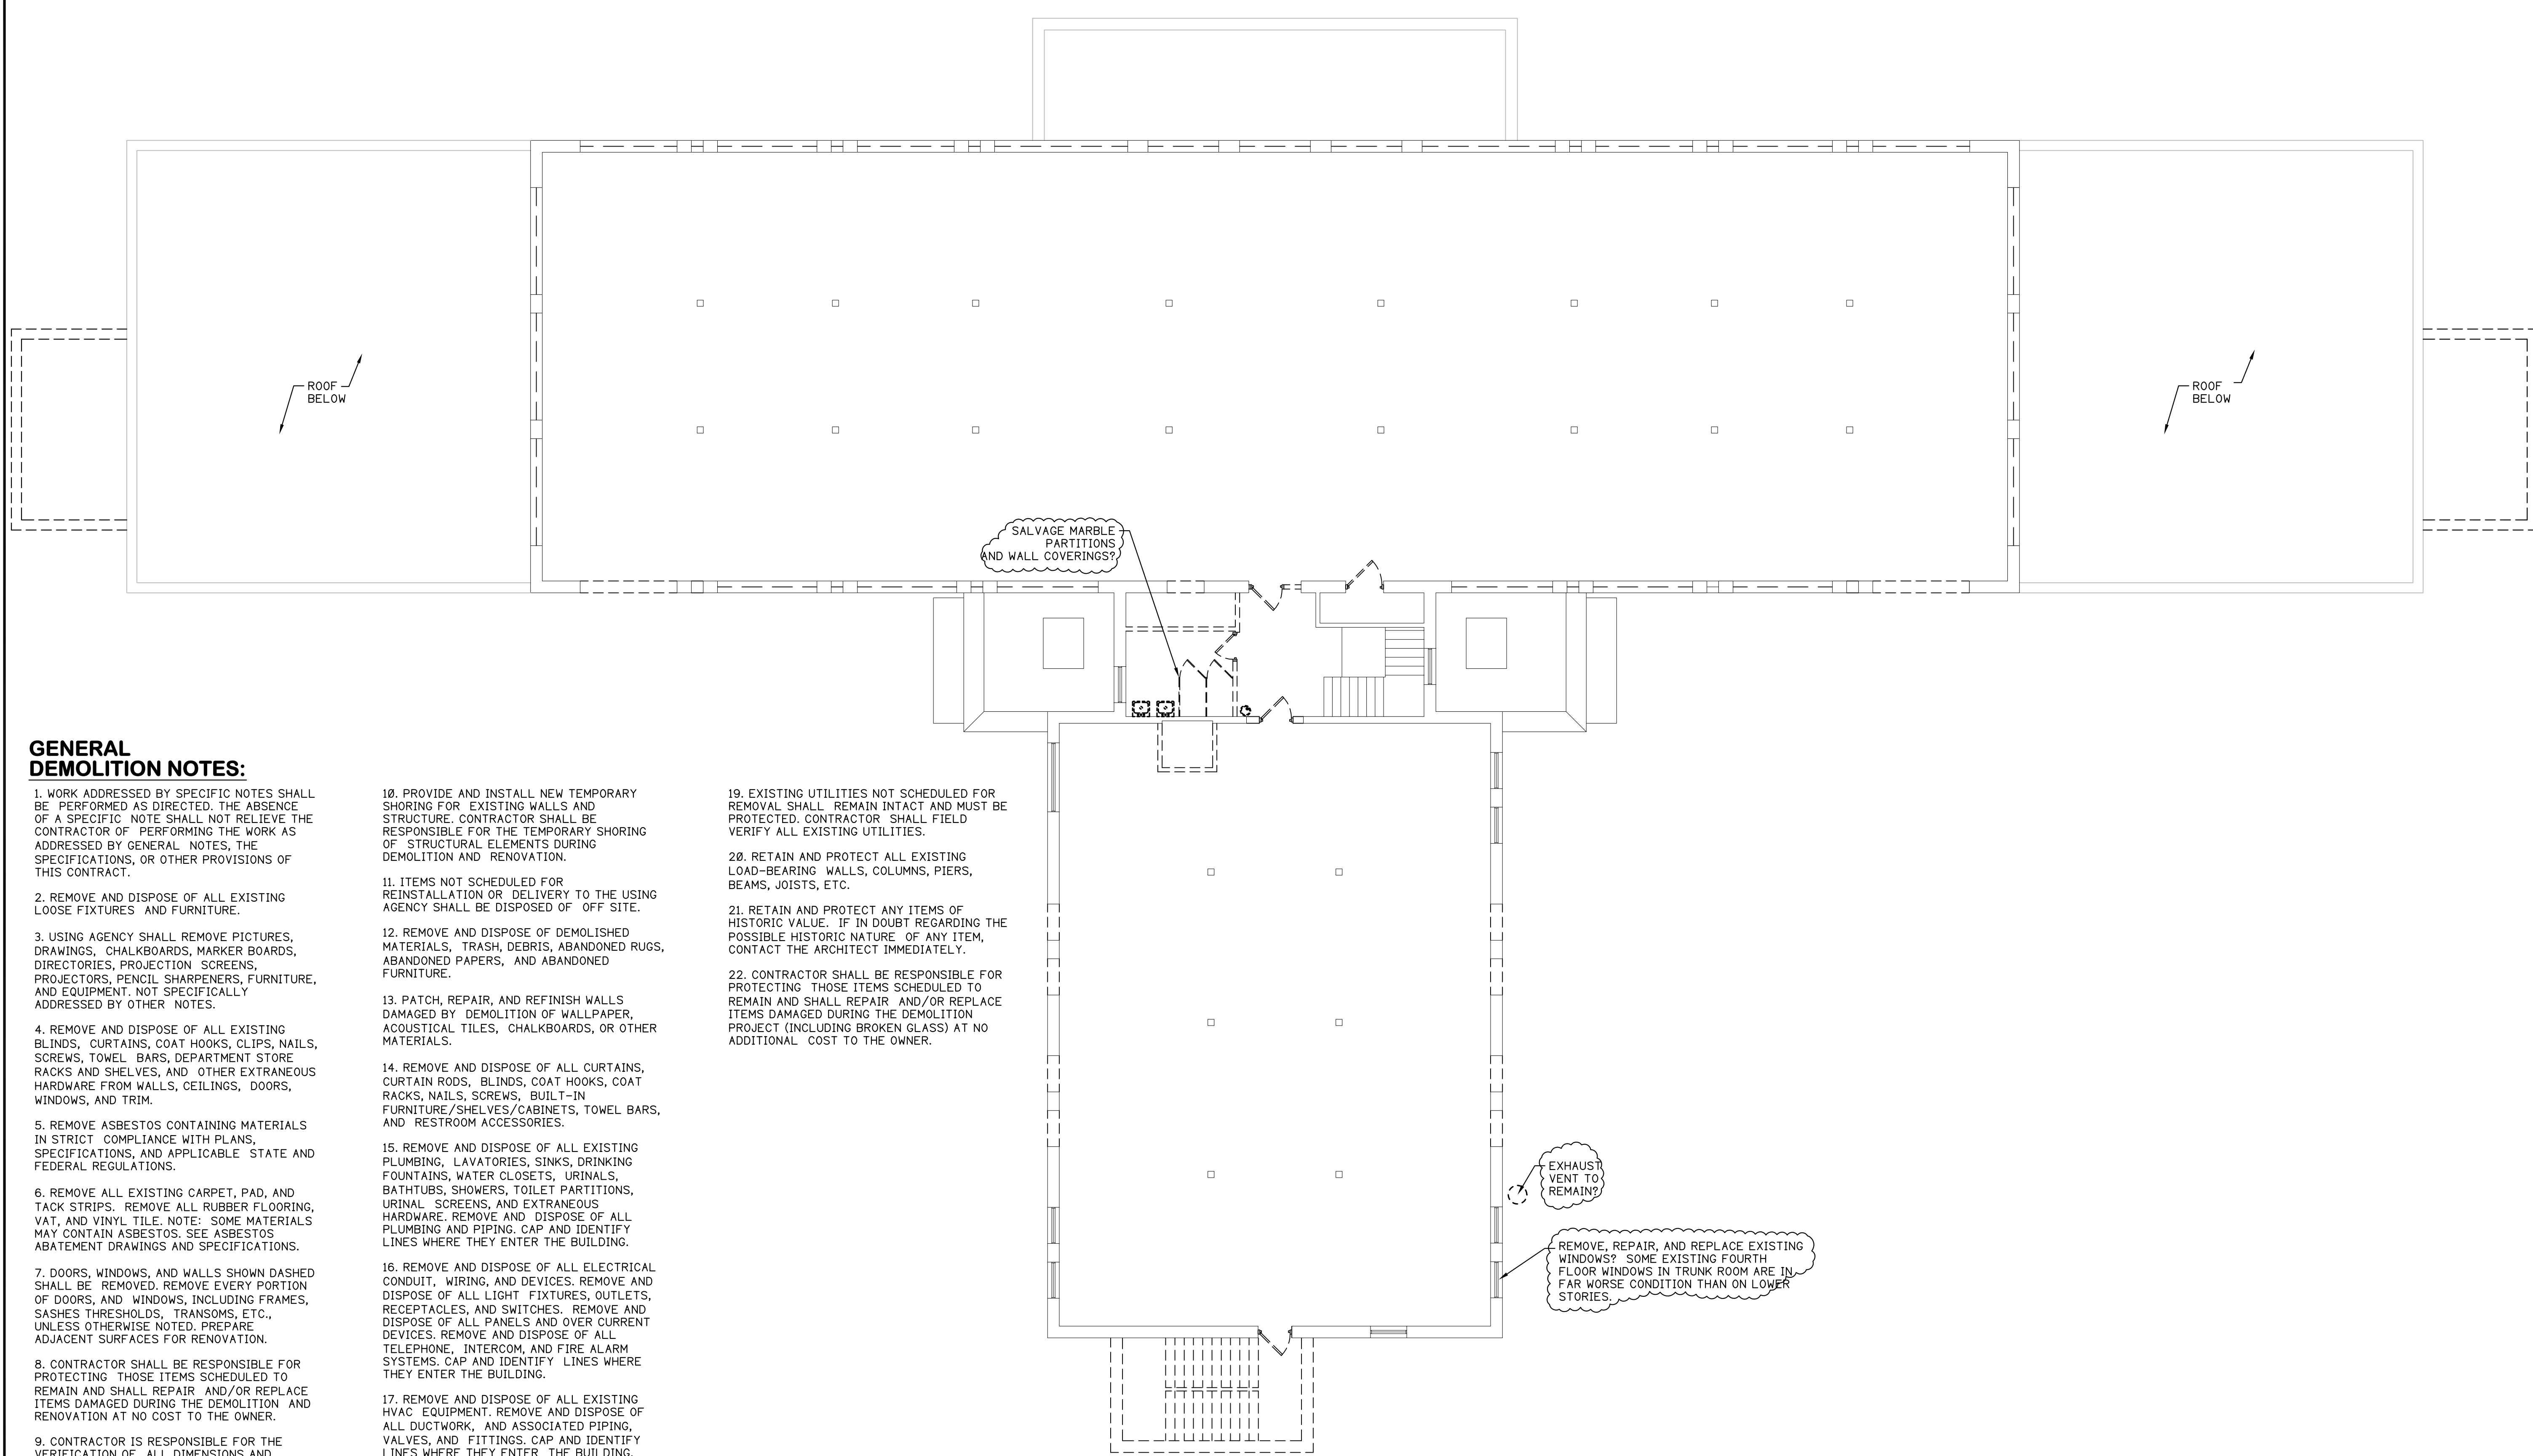 ROOF
BELOW
ROOF
BELOW
SALVAGE MARBLE
PARTITIONS
AND WALL COVERINGS?
GENERAL
DEMOLITION NOTES:
1. WORK ADDRESSED BY SPECIFIC NOTES SHALL
BE PERFORMED AS DIRECTED. THE ABSENCE
OF A SPECIFIC NOTE SHALL NOT RELIEVE THE
CONTRACTOR OF PERFORMING THE WORK AS
ADDRESSED BY GENERAL NOTES, THE
SPECIFICATIONS, OR OTHER PROVISIONS OF
THIS CONTRACT.
2. REMOVE AND DISPOSE OF ALL EXISTING
LOOSE FIXTURES AND FURNITURE.
3. USING AGENCY SHALL REMOVE PICTURES,
DRAWINGS, CHALKBOARDS, MARKER BOARDS,
DIRECTORIES, PROJECTION SCREENS,
PROJECTORS, PENCIL SHARPENERS, FURNITURE,
AND EQUIPMENT. NOT SPECIFICALLY
ADDRESSED BY OTHER NOTES.
4. REMOVE AND DISPOSE OF ALL EXISTING
BLINDS, CURTAINS, COAT HOOKS, CLIPS, NAILS,
SCREWS, TOWEL BARS, DEPARTMENT STORE
RACKS AND SHELVES, AND OTHER EXTRANEOUS
HARDWARE FROM WALLS, CEILINGS, DOORS,
WINDOWS, AND TRIM.
5. REMOVE ASBESTOS CONTAINING MATERIALS
IN STRICT COMPLIANCE WITH PLANS,
SPECIFICATIONS, AND APPLICABLE STATE AND
FEDERAL REGULATIONS.
6. REMOVE ALL EXISTING CARPET, PAD, AND
TACK STRIPS. REMOVE ALL RUBBER FLOORING,
VAT, AND VINYL TILE. NOTE: SOME MATERIALS
MAY CONTAIN ASBESTOS. SEE ASBESTOS
ABATEMENT DRAWINGS AND SPECIFICATIONS.
7. DOORS, WINDOWS, AND WALLS SHOWN DASHED
SHALL BE REMOVED. REMOVE EVERY PORTION
OF DOORS, AND WINDOWS, INCLUDING FRAMES,
SASHES THRESHOLDS, TRANSOMS, ETC.,
UNLESS OTHERWISE NOTED. PREPARE
ADJACENT SURFACES FOR RENOVATION.
8. CONTRACTOR SHALL BE RESPONSIBLE FOR
PROTECTING THOSE ITEMS SCHEDULED TO
REMAIN AND SHALL REPAIR AND/OR REPLACE
ITEMS DAMAGED DURING THE DEMOLITION AND
RENOVATION AT NO COST TO THE OWNER.
9. CONTRACTOR IS RESPONSIBLE FOR THE
VERIFICATION OF ALL DIMENSIONS AND
10. PROVIDE AND INSTALL NEW TEMPORARY
SHORING FOR EXISTING WALLS AND
STRUCTURE. CONTRACTOR SHALL BE
RESPONSIBLE FOR THE TEMPORARY SHORING
OF STRUCTURAL ELEMENTS DURING
DEMOLITION AND RENOVATION.
11. ITEMS NOT SCHEDULED FOR
REINSTALLATION OR DELIVERY TO THE USING
AGENCY SHALL BE DISPOSED OF OFF SITE.
12. REMOVE AND DISPOSE OF DEMOLISHED
MATERIALS, TRASH, DEBRIS, ABANDONED RUGS,
ABANDONED PAPERS, AND ABANDONED
FURNITURE.
13. PATCH, REPAIR, AND REFINISH WALLS
DAMAGED BY DEMOLITION OF WALLPAPER,
ACOUSTICAL TILES, CHALKBOARDS, OR OTHER
MATERIALS.
14. REMOVE AND DISPOSE OF ALL CURTAINS,
CURTAIN RODS, BLINDS, COAT HOOKS, COAT
RACKS, NAILS, SCREWS, BUILT-IN
FURNITURE/SHELVES/CABINETS, TOWEL BARS,
AND RESTROOM ACCESSORIES.
15. REMOVE AND DISPOSE OF ALL EXISTING
PLUMBING, LAVATORIES, SINKS, DRINKING
FOUNTAINS, WATER CLOSETS, URINALS,
BATHTUBS, SHOWERS, TOILET PARTITIONS,
URINAL SCREENS, AND EXTRANEOUS
HARDWARE. REMOVE AND DISPOSE OF ALL
PLUMBING AND PIPING. CAP AND IDENTIFY
LINES WHERE THEY ENTER THE BUILDING.
16. REMOVE AND DISPOSE OF ALL ELECTRICAL
CONDUIT, WIRING, AND DEVICES. REMOVE AND
DISPOSE OF ALL LIGHT FIXTURES, OUTLETS,
RECEPTACLES, AND SWITCHES. REMOVE AND
DISPOSE OF ALL PANELS AND OVER CURRENT
DEVICES. REMOVE AND DISPOSE OF ALL
TELEPHONE, INTERCOM, AND FIRE ALARM
SYSTEMS. CAP AND IDENTIFY LINES WHERE
THEY ENTER THE BUILDING.
17. REMOVE AND DISPOSE OF ALL EXISTING
HVAC EQUIPMENT. REMOVE AND DISPOSE OF
ALL DUCTWORK, AND ASSOCIATED PIPING,
VALVES, AND FITTINGS. CAP AND IDENTIFY
LINES WHERE THEY ENTER THE BUILDING.
19. EXISTING UTILITIES NOT SCHEDULED FOR
REMOVAL SHALL REMAIN INTACT AND MUST BE
PROTECTED. CONTRACTOR SHALL FIELD
VERIFY ALL EXISTING UTILITIES.
20. RETAIN AND PROTECT ALL EXISTING
LOAD-BEARING WALLS, COLUMNS, PIERS,
BEAMS, JOISTS, ETC.
21. RETAIN AND PROTECT ANY ITEMS OF
HISTORIC VALUE. IF IN DOUBT REGARDING THE
POSSIBLE HISTORIC NATURE OF ANY ITEM,
CONTACT THE ARCHITECT IMMEDIATELY.
22. CONTRACTOR SHALL BE RESPONSIBLE FOR
PROTECTING THOSE ITEMS SCHEDULED TO
REMAIN AND SHALL REPAIR AND/OR REPLACE
ITEMS DAMAGED DURING THE DEMOLITION
PROJECT (INCLUDING BROKEN GLASS) AT NO
ADDITIONAL COST TO THE OWNER.
EXHAUST
VENT TO
REMAIN?
REMOVE, REPAIR, AND REPLACE EXISTING
WINDOWS? SOME EXISTING FOURTH
FLOOR WINDOWS IN TRUNK ROOM ARE IN
FAR WORSE CONDITION THAN ON LOWER
STORIES.